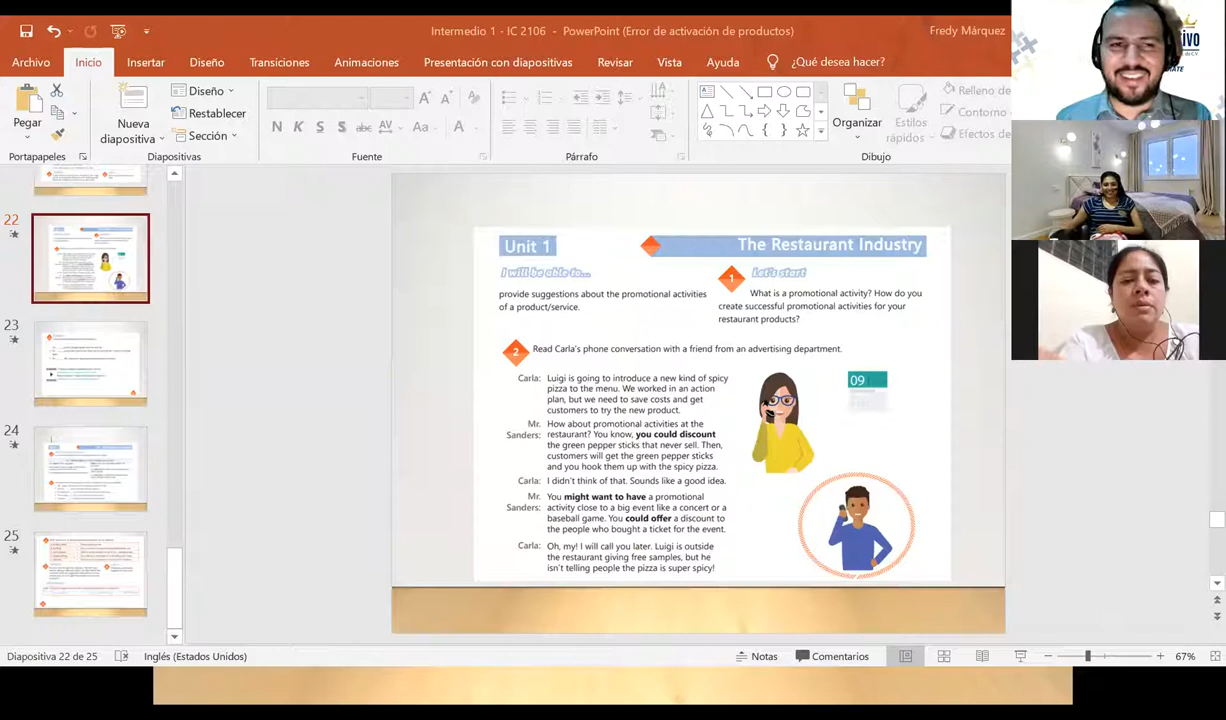 Intermedio 1 - IC 2106 - PowerPoint (Error de activación de productos)
Fredy Márquez
Archivo Inicio Insertar Diseño Transiciones Animaciones Presentación con diapositivas Revisar Vista Ayuda ¿Qué desea hacer?
Pegar
Nueva diapositiva
Diseño
Restablecer
Sección
N K S S abc AV Aa A
Organizar
Estilos rápidos
Relleno de
Contorno
Efectos de
Portapapeles Diapositivas Fuente Párrafo Dibujo
22
23
24
25
Unit 1
The Restaurant Industry
I will be able to...
provide suggestions about the promotional activities
of a product/service.
1 Let's start
What is a promotional activity? How do you
create successful promotional activities for your
restaurant products?
2 Read Carla's phone conversation with a friend from an advertising department.
Carla: Luigi is going to introduce a new kind of spicy
pizza to the menu. We worked in an action
plan, but we need to save costs and get
customers to try the new product.
Mr. How about promotional activities at the
Sanders: restaurant? You know, you could discount
the green pepper sticks that never sell. Then,
customers will get the green pepper sticks
and you hook them up with the spicy pizza.
Carla: I didn't think of that. Sounds like a good idea.
Mr. You might want to have a promotional
Sanders: activity close to a big event like a concert or a
baseball game. You could offer a discount to
the people who bought a ticket for the event.
Carla: Oh, my! I will call you later. Luigi is outside
the restaurant giving free samples, but he
isn't telling people the pizza is super spicy!
09
Diapositiva 22 de 25
Inglés (Estados Unidos)
Notas
Comentarios
67%